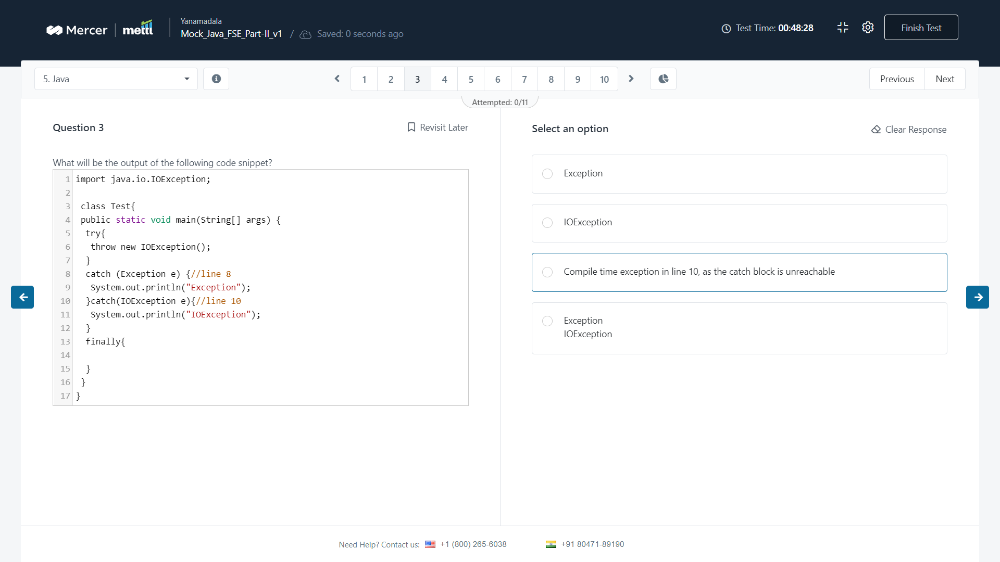 Mercer | mettl
Yanamadala
Mock_Java_FSE_Part-II_v1 / Saved: 0 seconds ago
Test Time: 00:48:28
Finish Test
5. Java
1 2 3 4 5 6 7 8 9 10
Previous Next
Attempted: 0/11
Question 3
Revisit Later
What will be the output of the following code snippet?
1 import java.io.IOException;
2
3 class Test{
4 public static void main(String[] args) {
5 try{
6 throw new IOException();
7 }
8 catch (Exception e) {//line 8
9 System.out.println("Exception");
10 }catch(IOException e){//line 10
11 System.out.println("IOException");
12 }
13 finally{
14
15 }
16 }
17 }
Select an option
Clear Response
Exception
IOException
Compile time exception in line 10, as the catch block is unreachable
Exception
IOException
Need Help? Contact us: +1 (800) 265-6038 +91 80471-89190